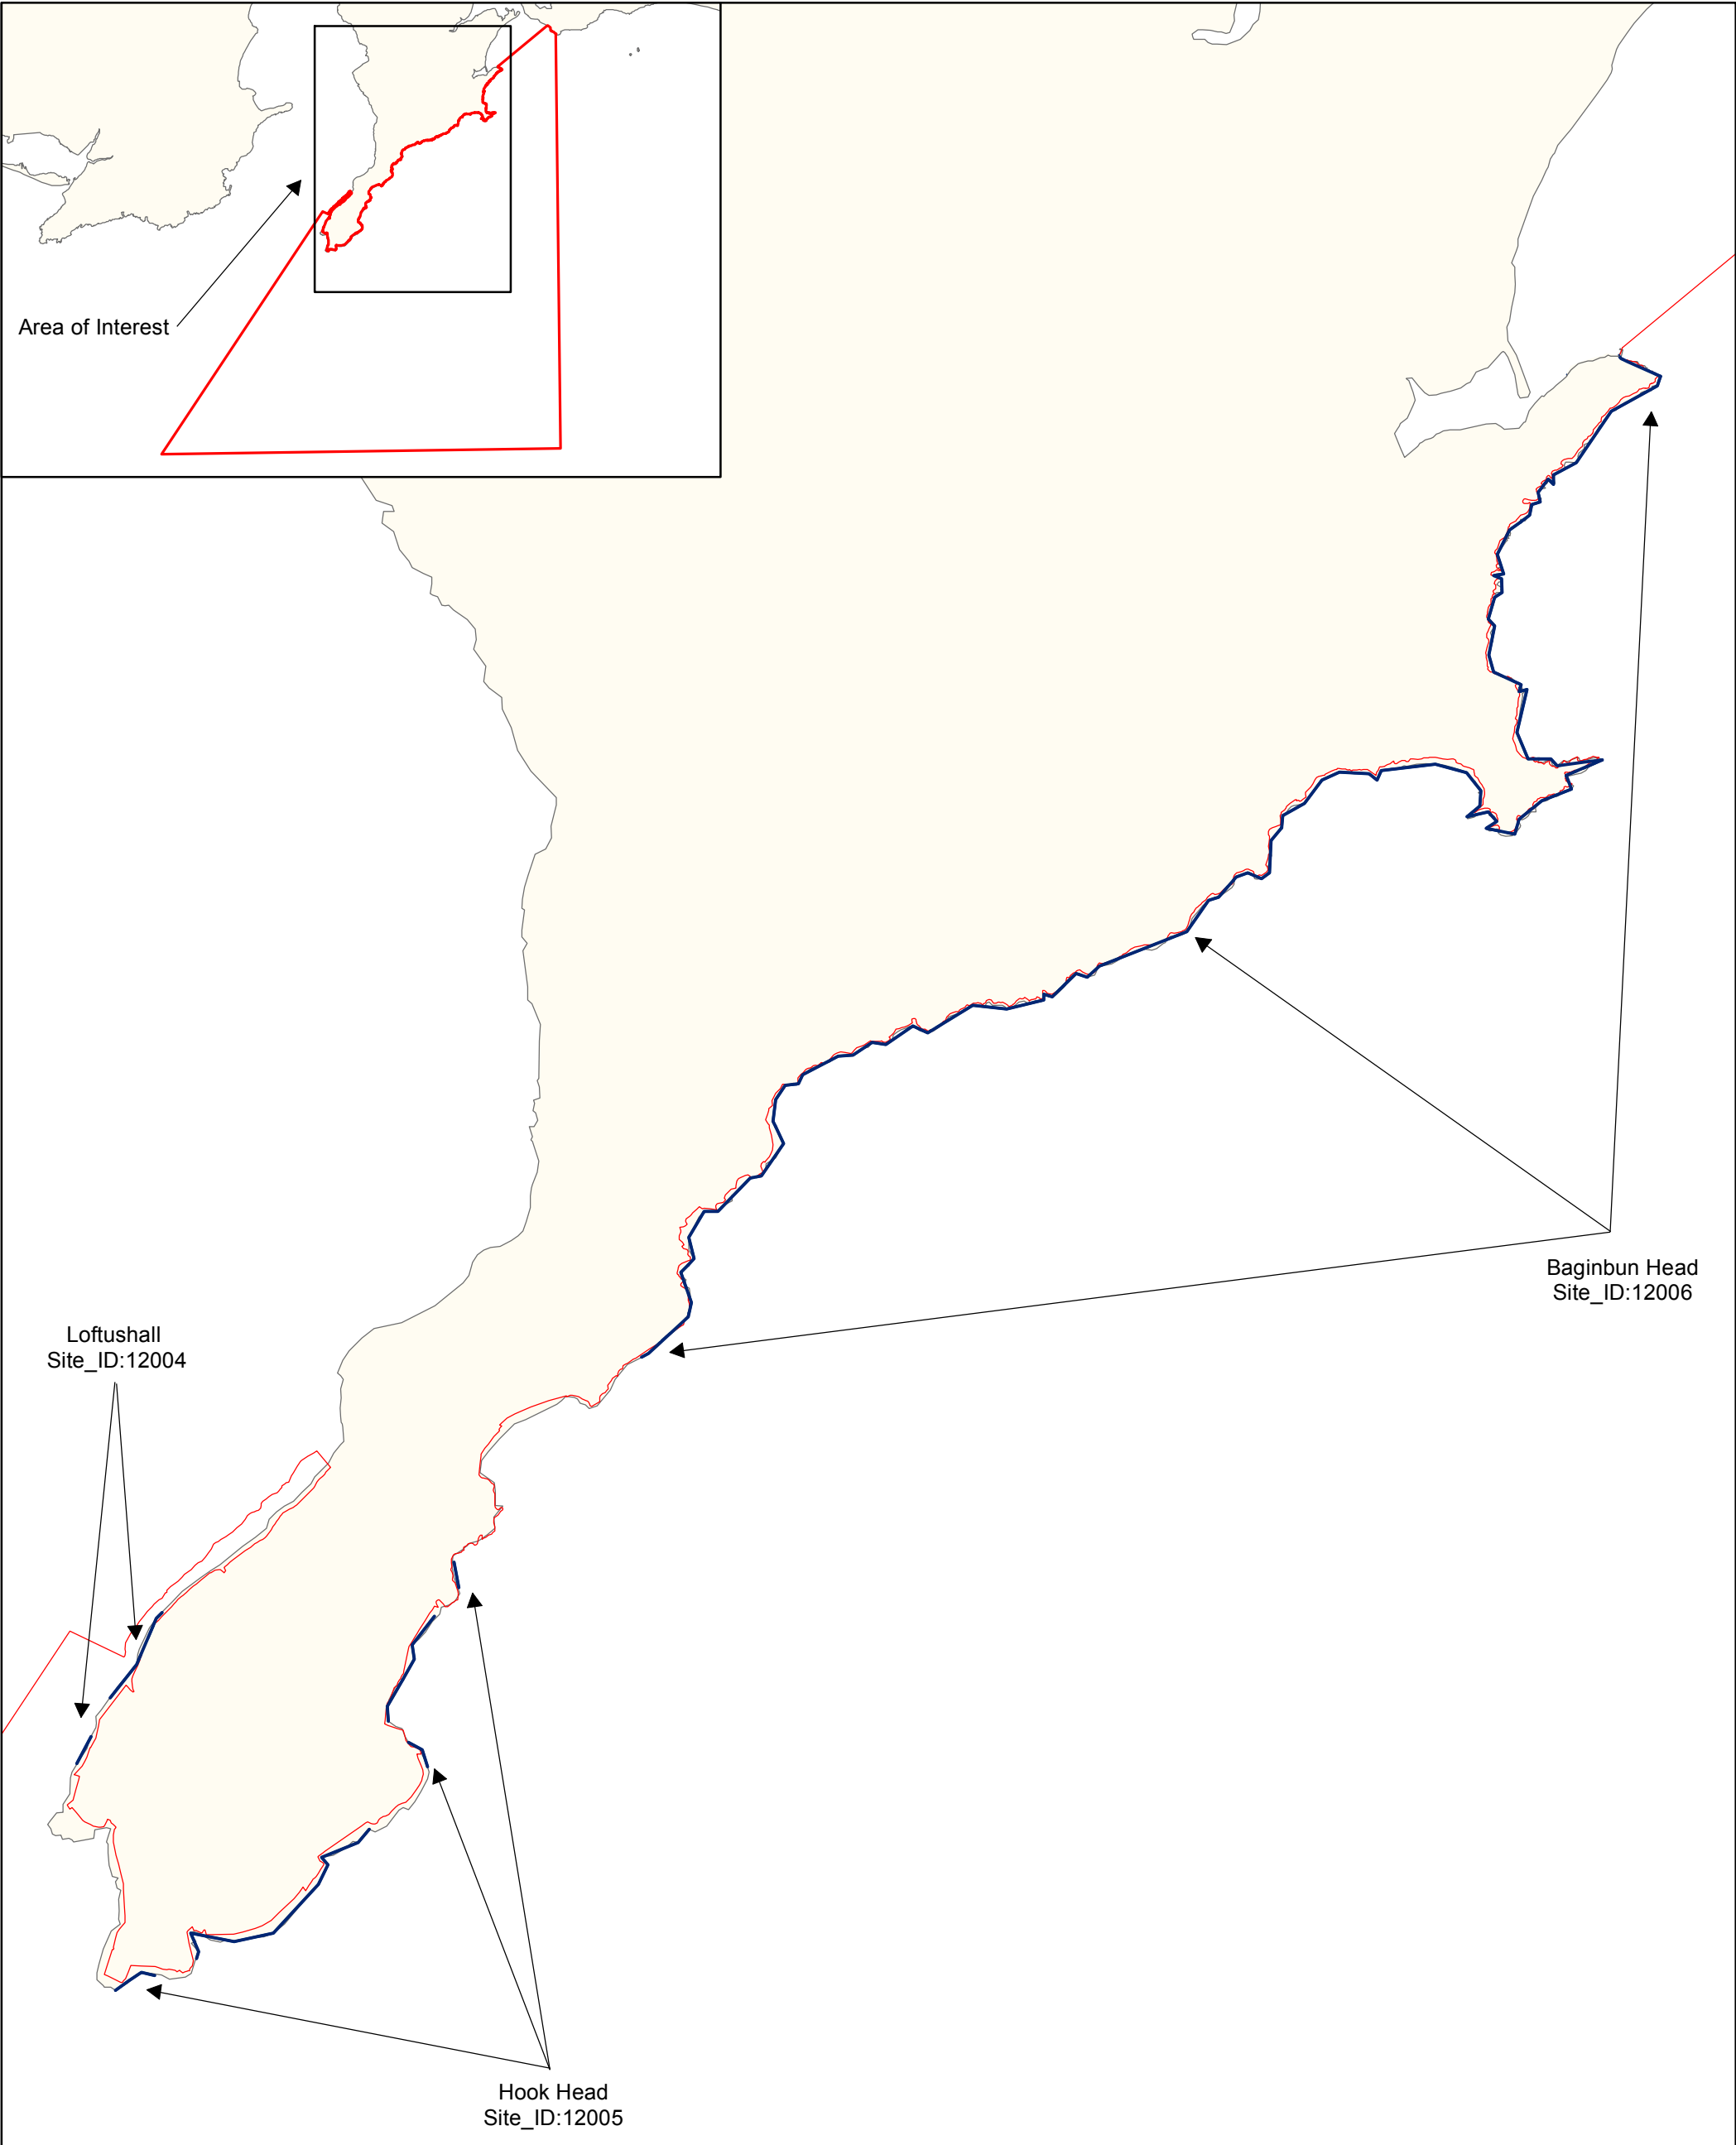 Area of Interest
Baginbun Head
Site_ID:12006
Loftushall
Site_ID:12004
Hook Head
Site_ID:12005